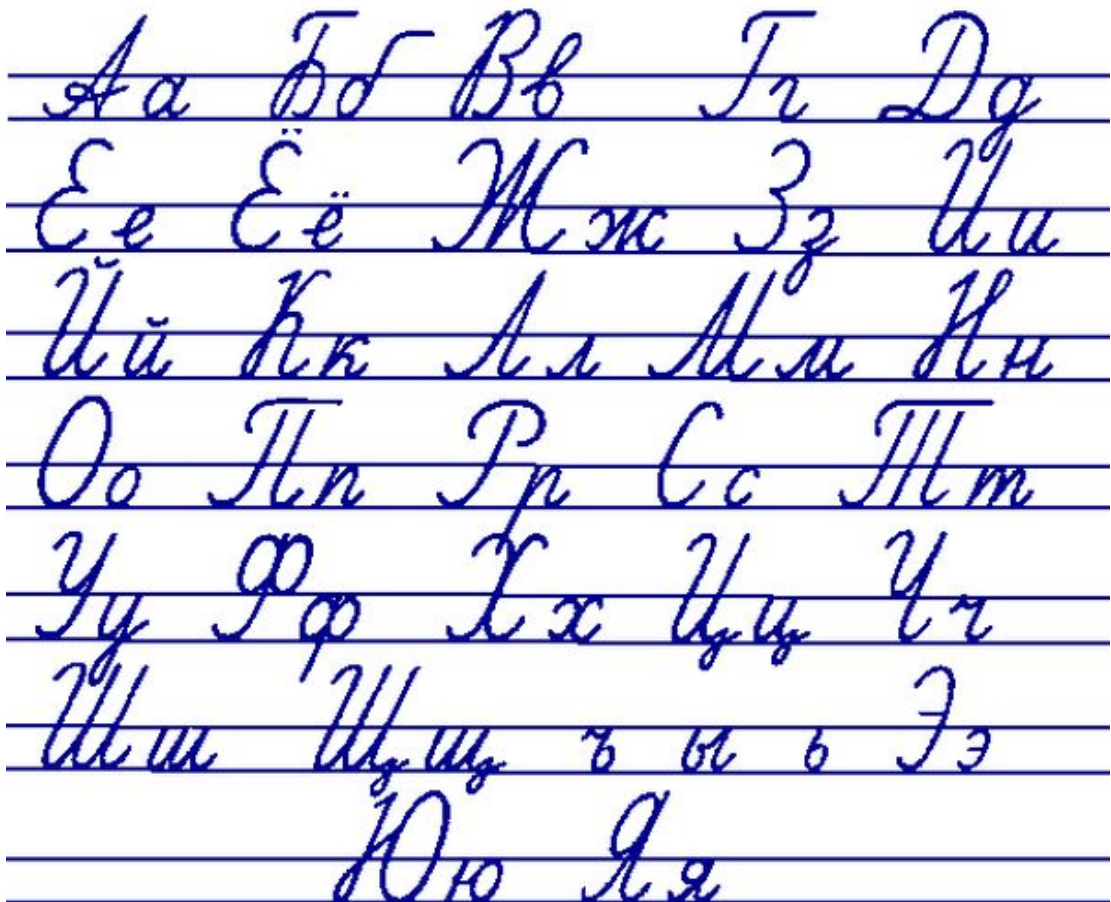 Аа Бб Вв Гг Дд
Ее Ёё Жж Зз Ии
Йй Кк Лл Мм Нн
Оо Пп Рр Сс Тт
Уу Фф Хх Цц Чч
Шш Щщ ъ ы ь Ээ
Юю Яя